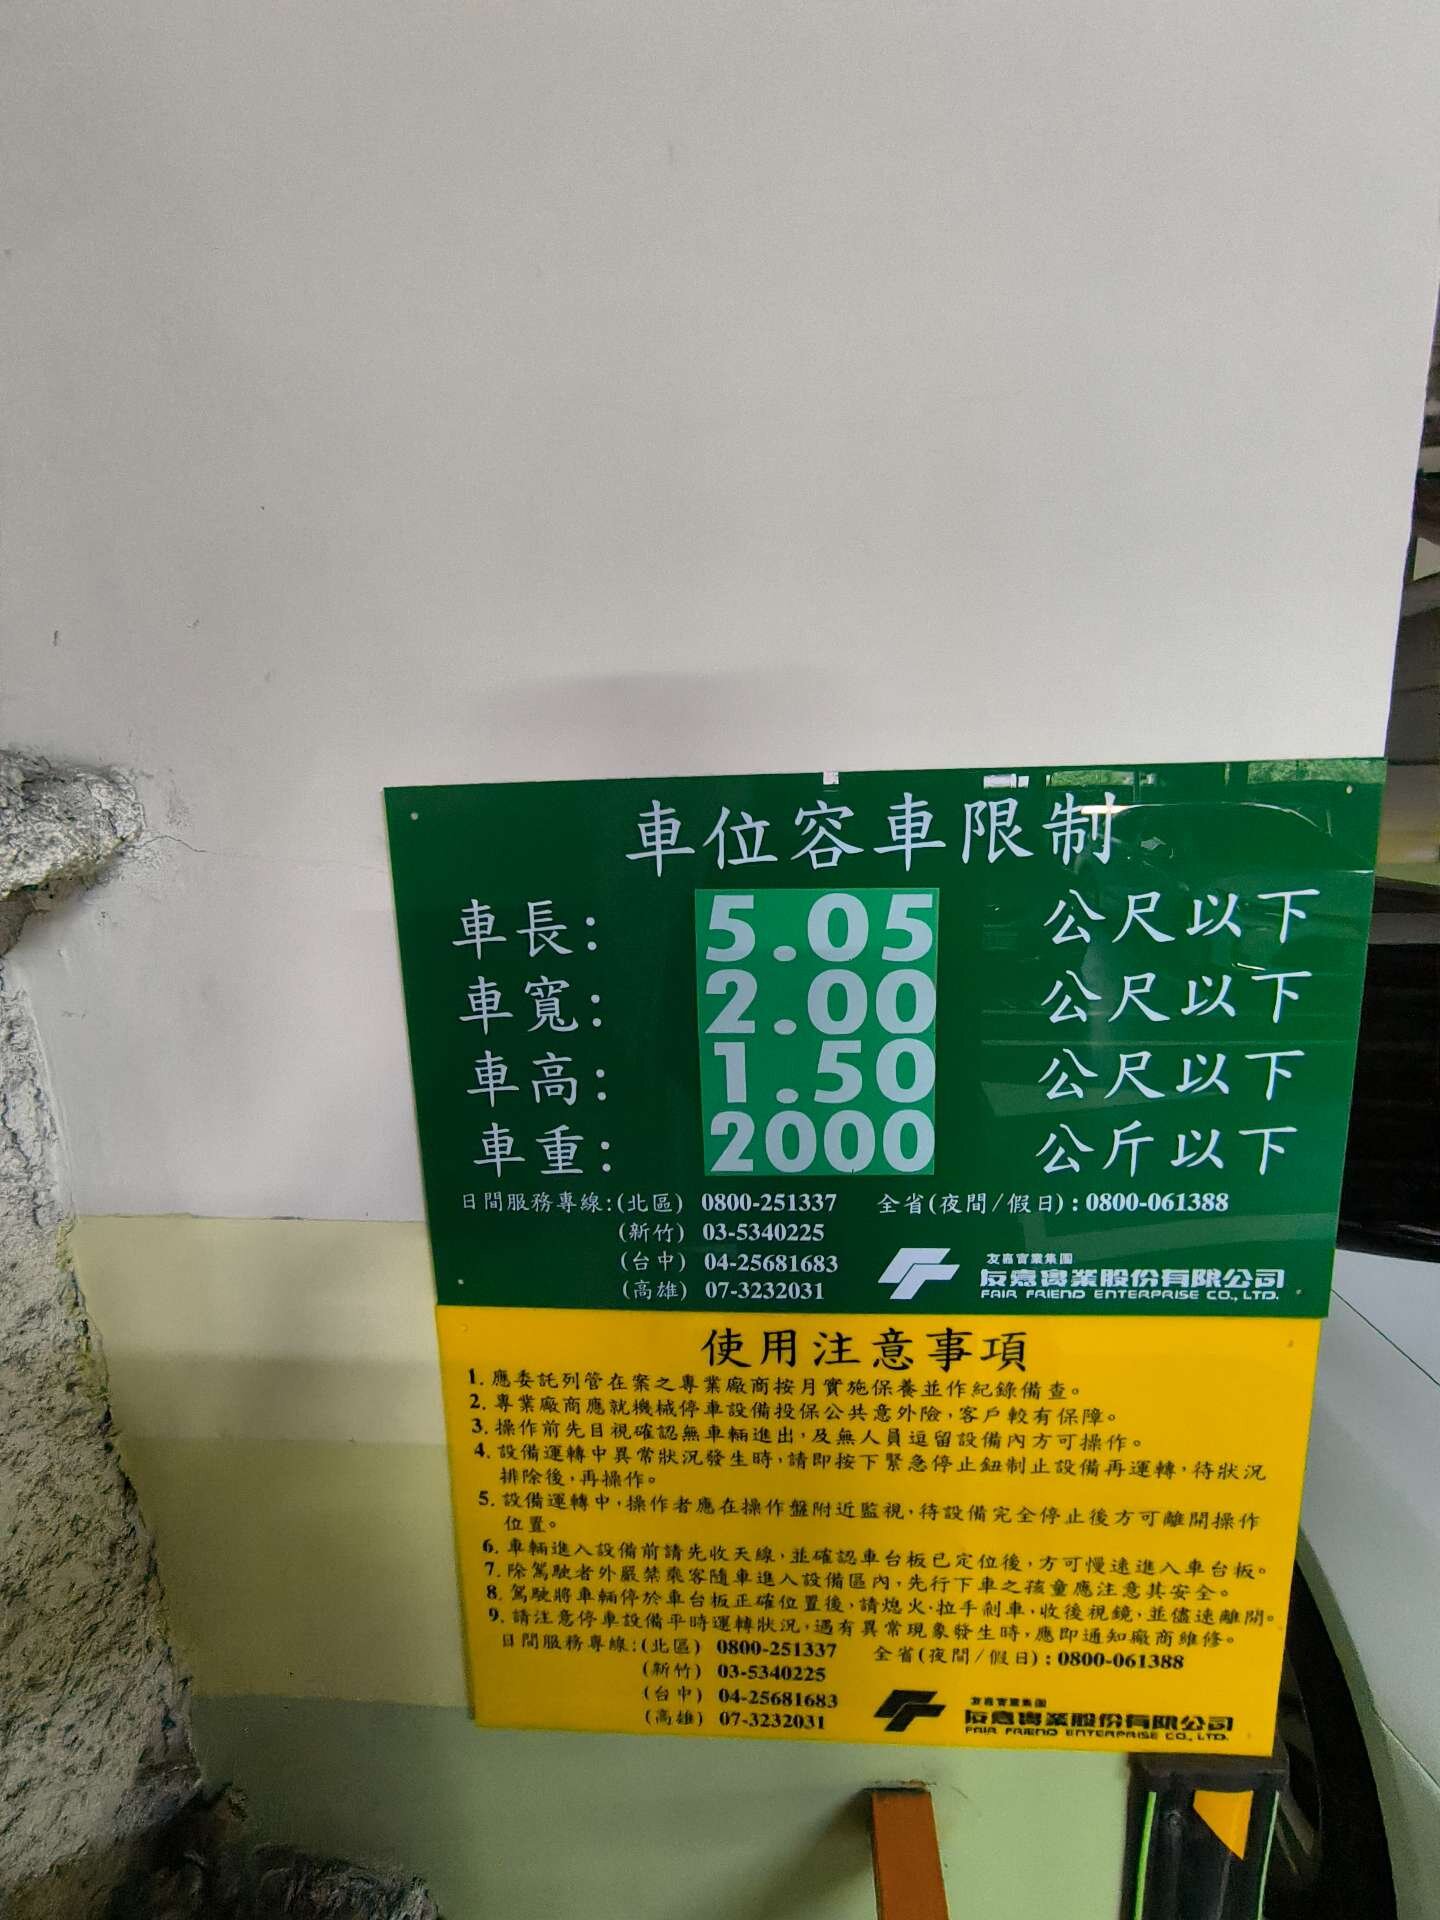 車位容車限制
車長: 5.05 公尺以下
車寬: 2.00 公尺以下
車高: 1.50 公尺以下
車重: 2000 公斤以下
日間服務專線:(北區) 0800-251337 全省(夜間/假日):0800-061388
(新竹) 03-5340225
(台中) 04-25681683
(高雄) 07-3232031
友嘉實業集團
友嘉實業股份有限公司
FAIR FRIEND ENTERPRISE CO., LTD.
使用注意事項
1. 應委託列管在案之專業廠商按月實施保養並作紀錄備查。
2. 專業廠商應就機械停車設備投保公共意外險,客戶較有保障。
3. 操作前先目視確認無車輛進出,及無人員逗留設備內方可操作。
4. 設備運轉中異常狀況發生時,請即按下緊急停止鈕制止設備再運轉,待狀況
排除後,再操作。
5. 設備運轉中,操作者應在操作盤附近監視,待設備完全停止後方可離開操作
位置。
6. 車輛進入設備前請先收天線,並確認車台板已定位後,方可慢速進入車台板。
7. 除駕駛者外嚴禁乘客隨車進入設備區內,先行下車之孩童應注意其安全。
8. 駕駛將車輛停於車台板正確位置後,請熄火.拉手剎車,收後視鏡,並儘速離開。
9. 請注意停車設備平時運轉狀況,遇有異常現象發生時,應即通知廠商維修。
日間服務專線:(北區) 0800-251337 全省(夜間/假日):0800-061388
(新竹) 03-5340225
(台中) 04-25681683
(高雄) 07-3232031
友嘉實業集團
友嘉實業股份有限公司
FAIR FRIEND ENTERPRISE CO., LTD.